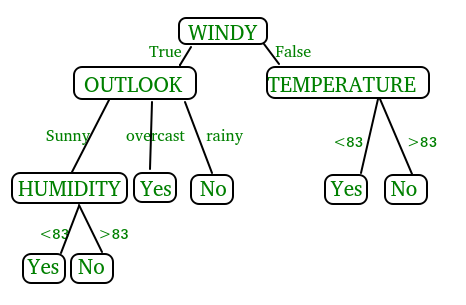 WINDY
True False
OUTLOOK TEMPERATURE
Sunny overcast rainy <83 >83
HUMIDITY Yes No Yes No
<83 >83
Yes No